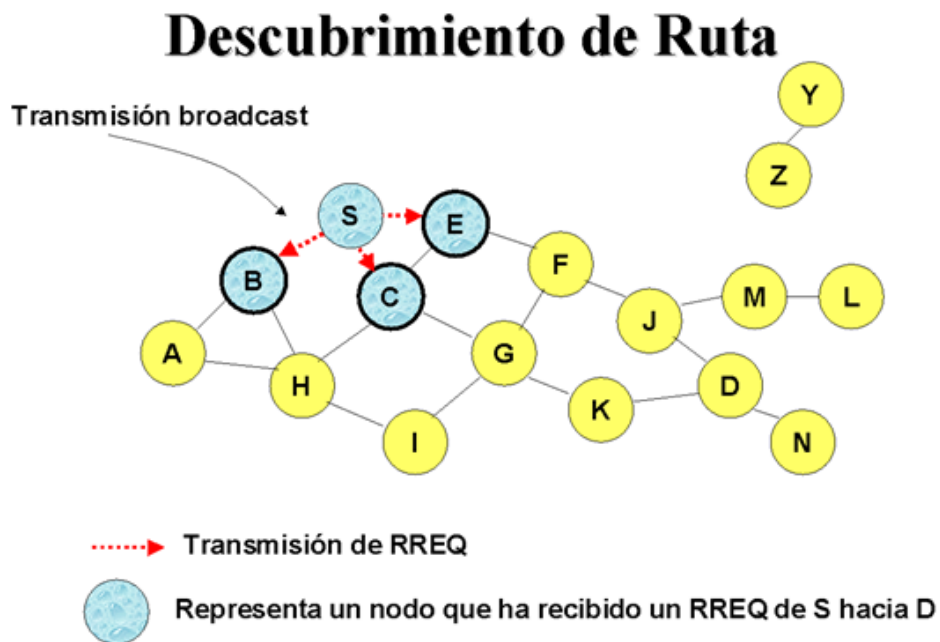 Descubrimiento de Ruta
Transmisión broadcast
Y
Z
S
E
B
C
F
M
L
J
A
G
H
D
K
I
N
Transmisión de RREQ
Representa un nodo que ha recibido un RREQ de S hacia D